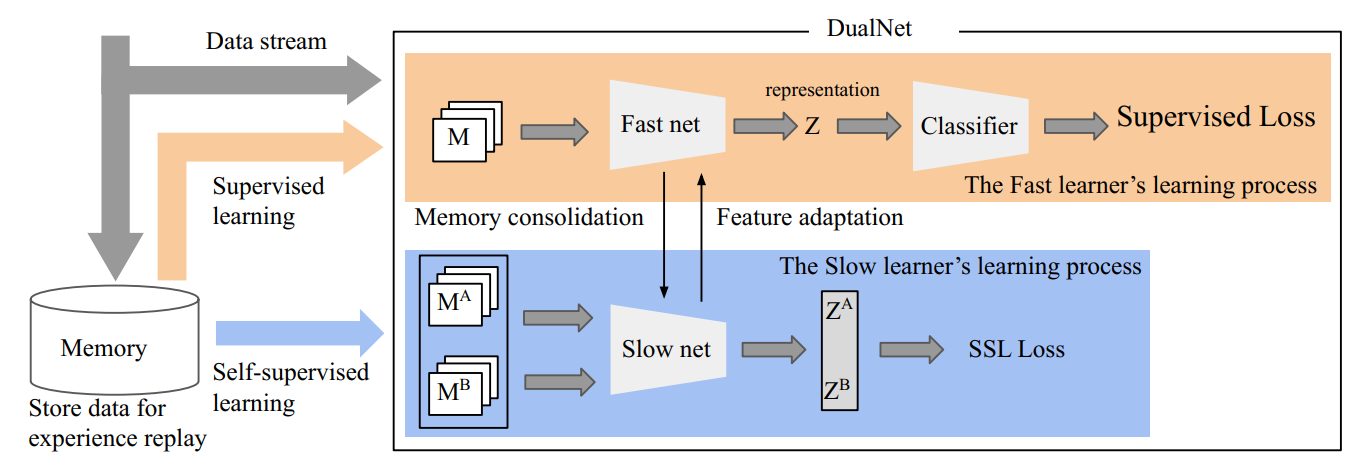 DualNet
Data stream
representation
M
Fast net
Z
Classifier
Supervised Loss
The Fast learner's learning process
Supervised
learning
Memory consolidation
Feature adaptation
The Slow learner's learning process
M^A
Z^A
Memory
Slow net
SSL Loss
Self-supervised
learning
M^B
Z^B
Store data for
experience replay